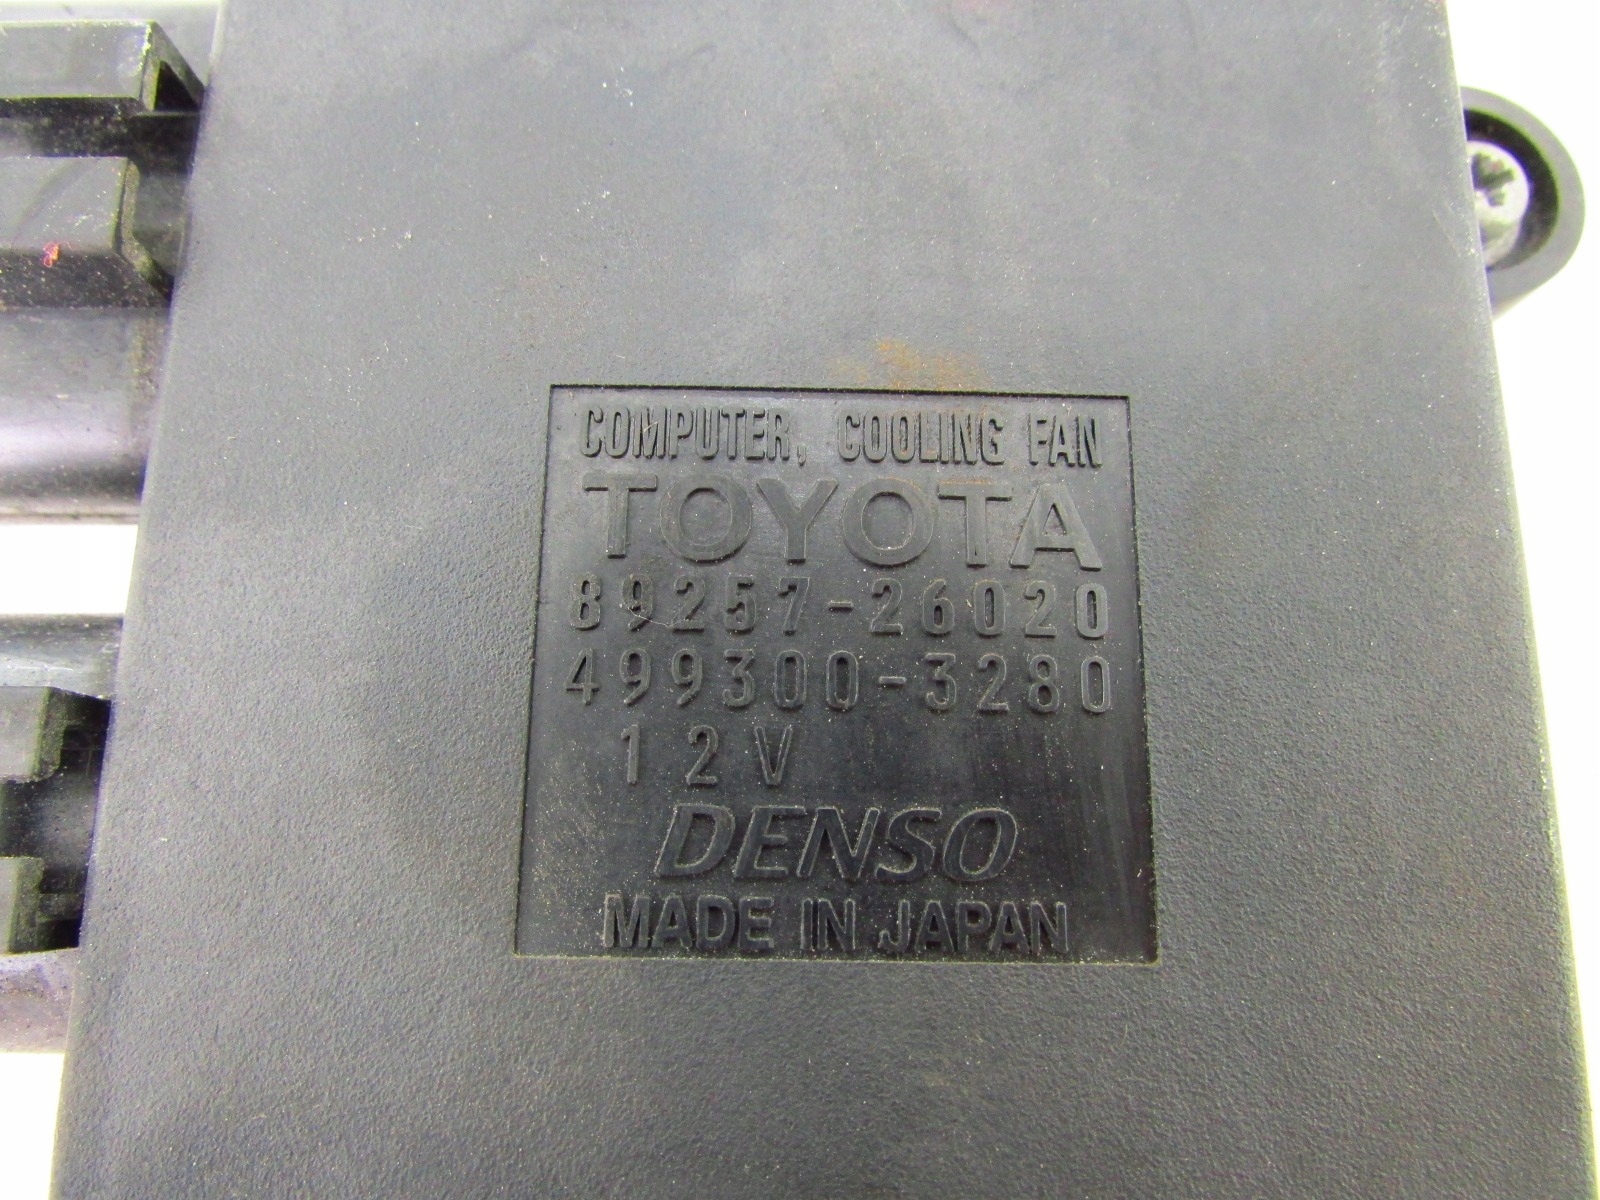 COMPUTER, COOLING FAN
TOYOTA
89257-26020
499300-3280
12V
DENSO
MADE IN JAPAN